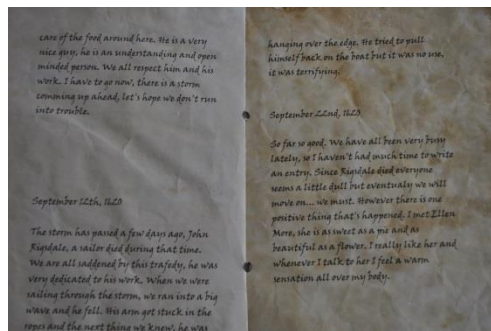 care of the food around here. He is a very
nice guy, he is an understanding and open
minded person. We all respect him and his
work. I have to go now, there is a storm
comming up ahead, let's hope we don't run
into trouble.
September 12th, 1620
The storm has passed a few days ago, John
Rigsdale, a sailor died during that time.
We are all saddened by this trafedy, he was
very dedicated to his work. When we were
sailing through the storm, we ran into a big
wave and he fell. His arm got stuck in the
ropes and the next thing we knew, he was
hanging over the edge. He tried to pull
himself back on the boat but it was no use,
it was terrifying.
September 22nd, 1620
So far so good. We have all been very busy
lately, so I haven't had much time to write
an entry. Since Rigsdale died everyone
seems a little dull but eventualy we will
move on... we must. However there is one
positive thing that's happened. I met Ellen
More, she is as sweet as a pie and as
beautiful as a flower. I really like her and
whenever I talk to her I feel a warm
sensation all over my body.